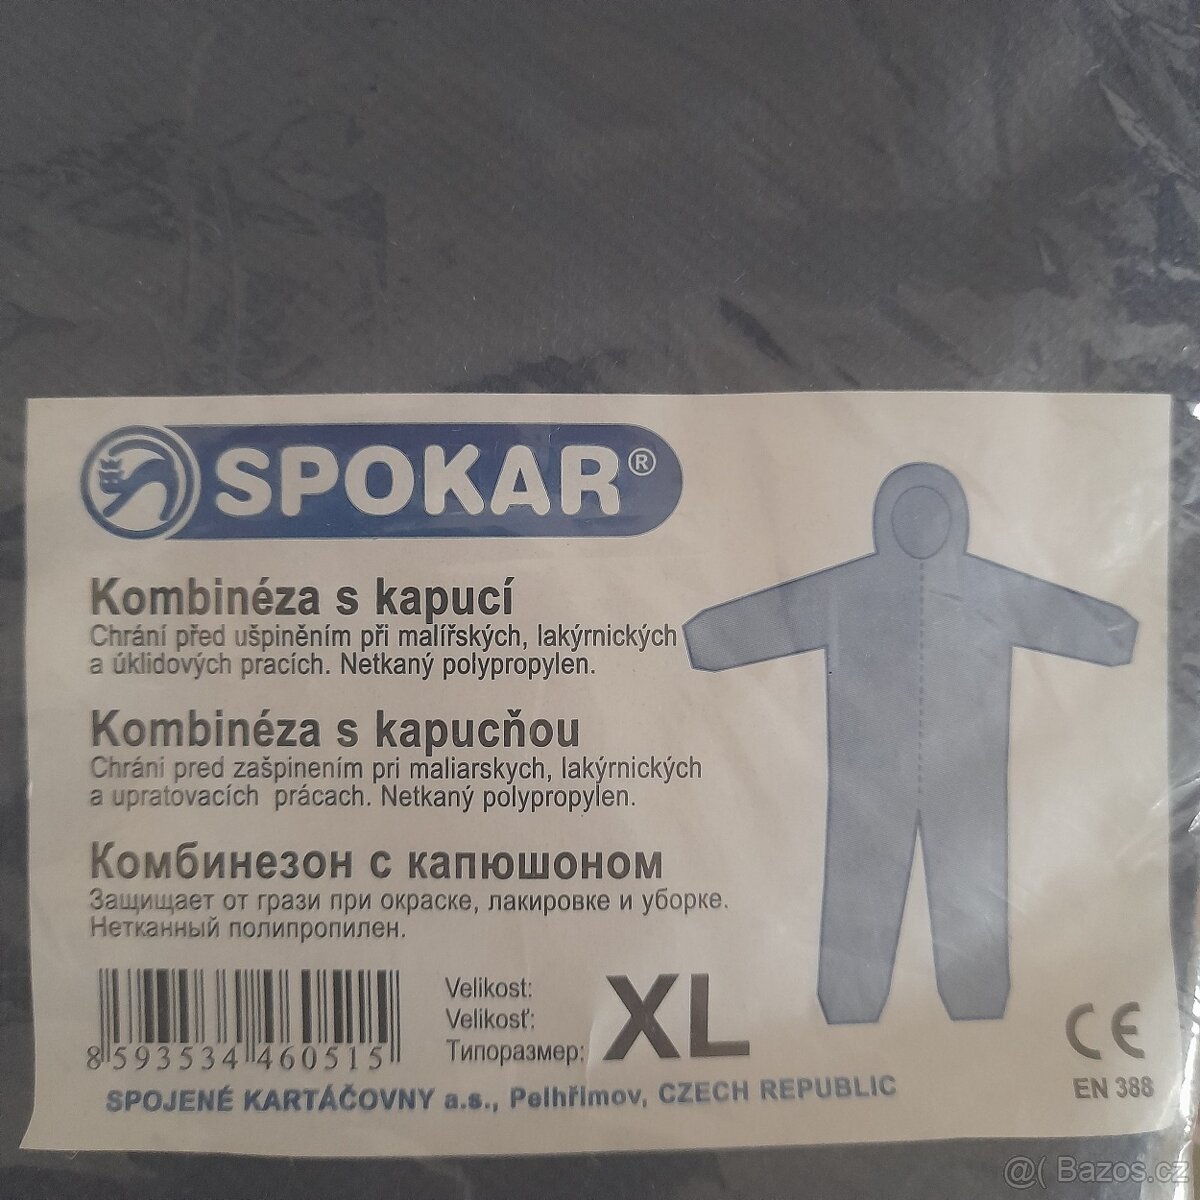 SPOKAR®
Kombinéza s kapucí
Chrání před ušpiněním při malířských, lakýrnických
a úklidových pracích. Netkaný polypropylen.
Kombinéza s kapucňou
Chráni pred zašpinením pri maliarskych, lakýrnických
a upratovacích prácach. Netkaný polypropylen.
Комбинезон с капюшоном
Защищает от грази при окраске, лакировке и уборке.
Нетканный полипропилен.
Velikost:
Velikosť:
Типоразмер:
XL
8 593534 460515
CE
EN 388
SPOJENÉ KARTÁČOVNY a.s., Pelhřimov, CZECH REPUBLIC
@( Bazos.cz